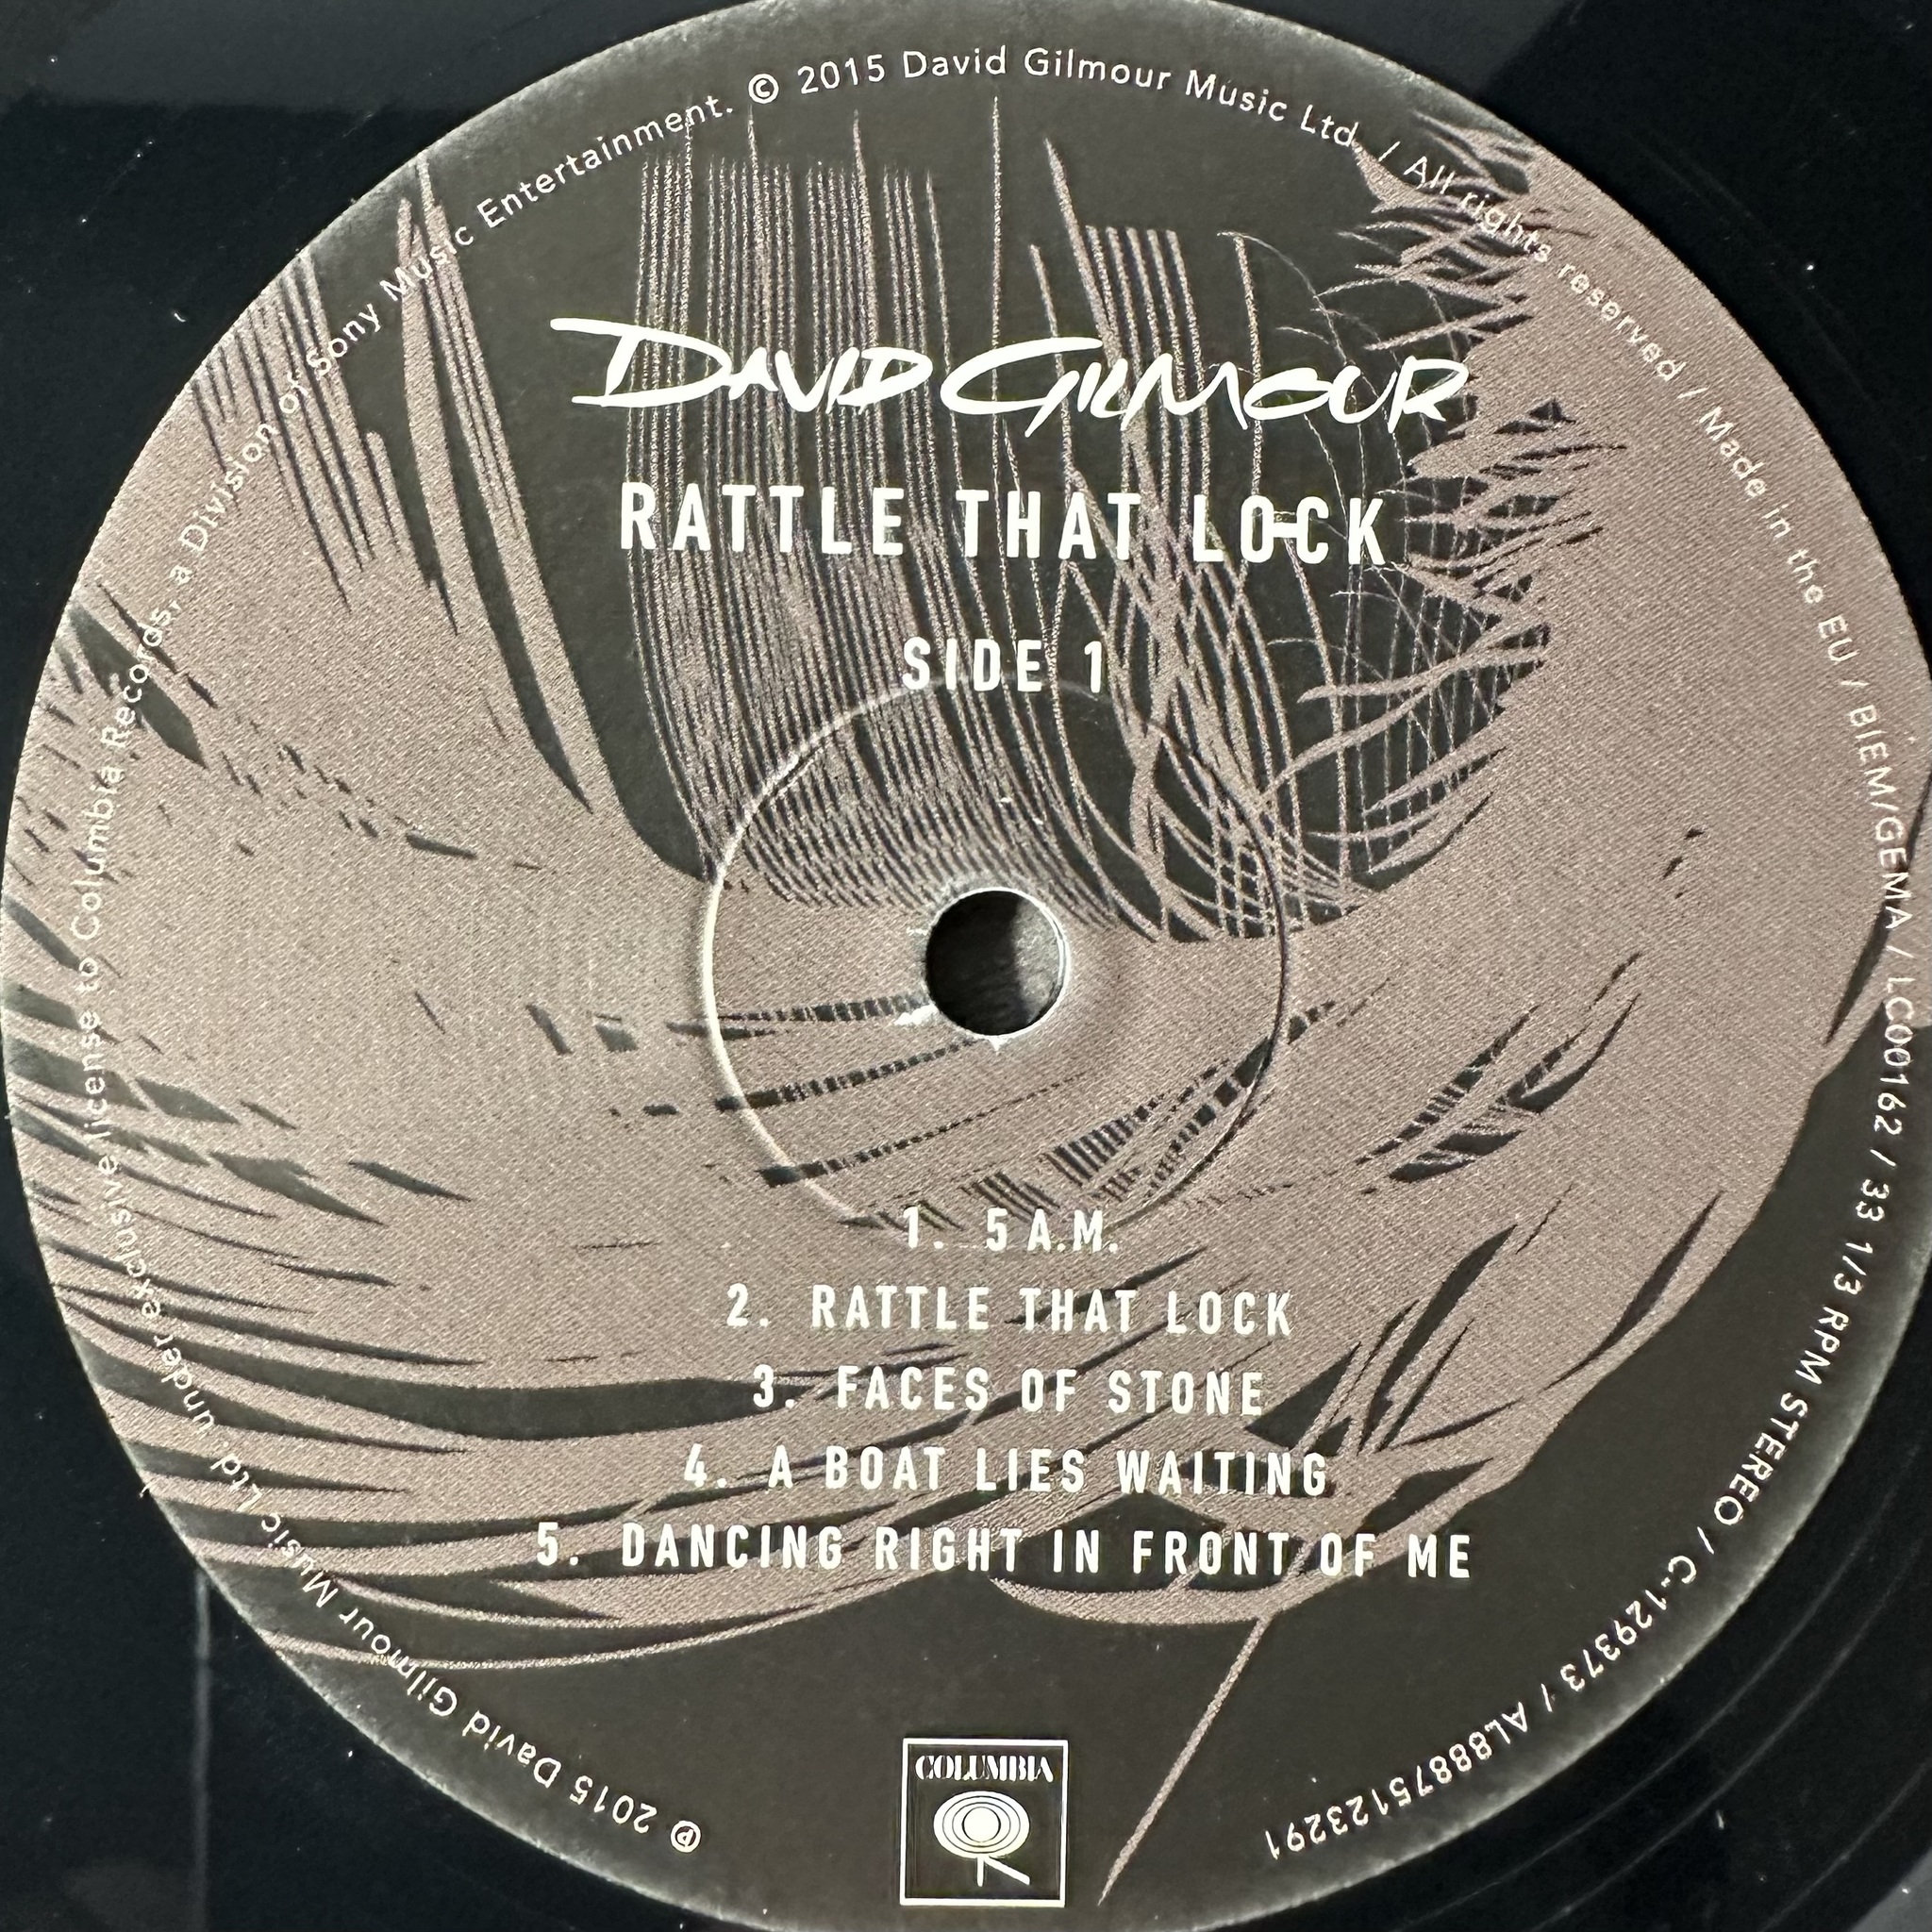 DAVID GILMOUR
RATTLE THAT LOCK
SIDE 1
1. 5 A.M.
2. RATTLE THAT LOCK
3. FACES OF STONE
4. A BOAT LIES WAITING
5. DANCING RIGHT IN FRONT OF ME
COLUMBIA
℗ 2015 David Gilmour Music Ltd. under exclusive license to Columbia Records, a Division of Sony Music Entertainment. © 2015 David Gilmour Music Ltd. / All rights reserved / Made in the EU / BIEM/GEMA / LC00162 / 33 1/3 RPM STEREO / C-129373 / AL88875123291